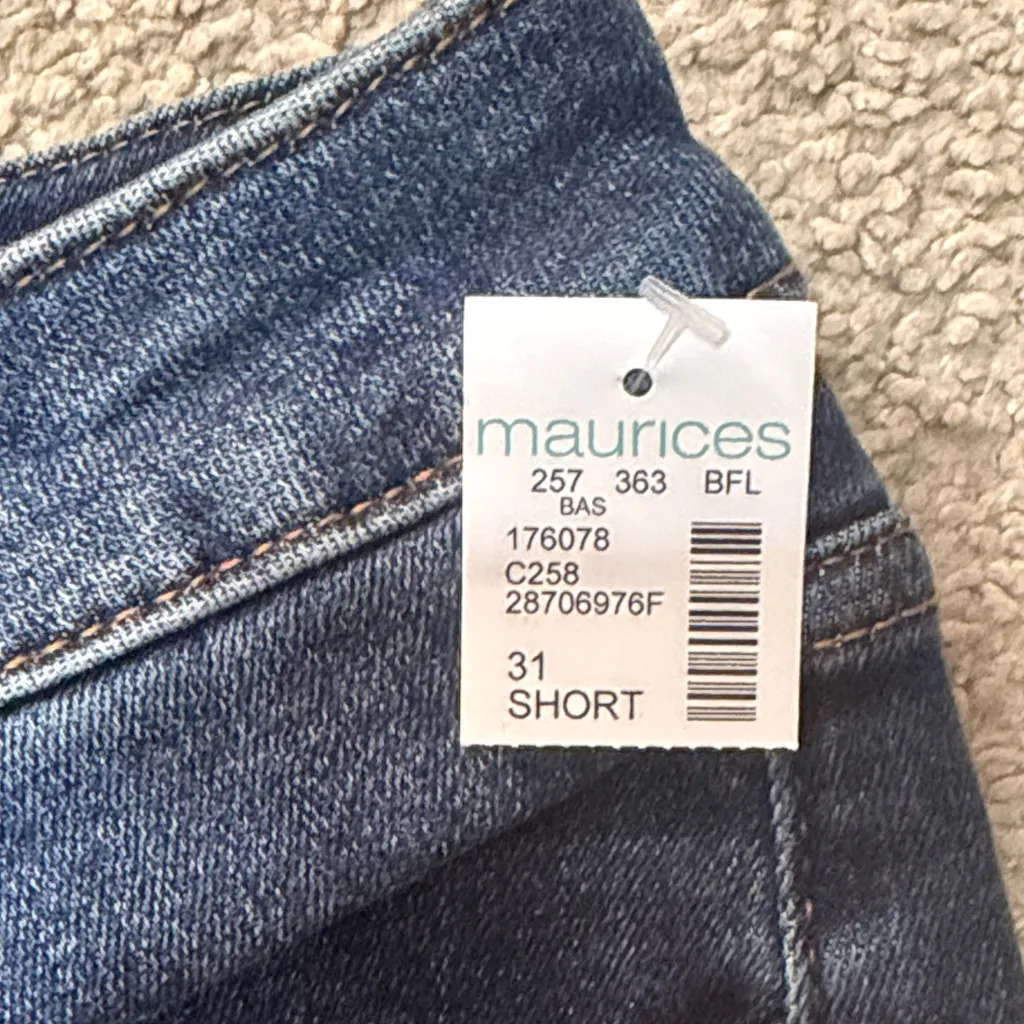 maurices
257 363 BFL
BAS
176078
C258
28706976F
31
SHORT